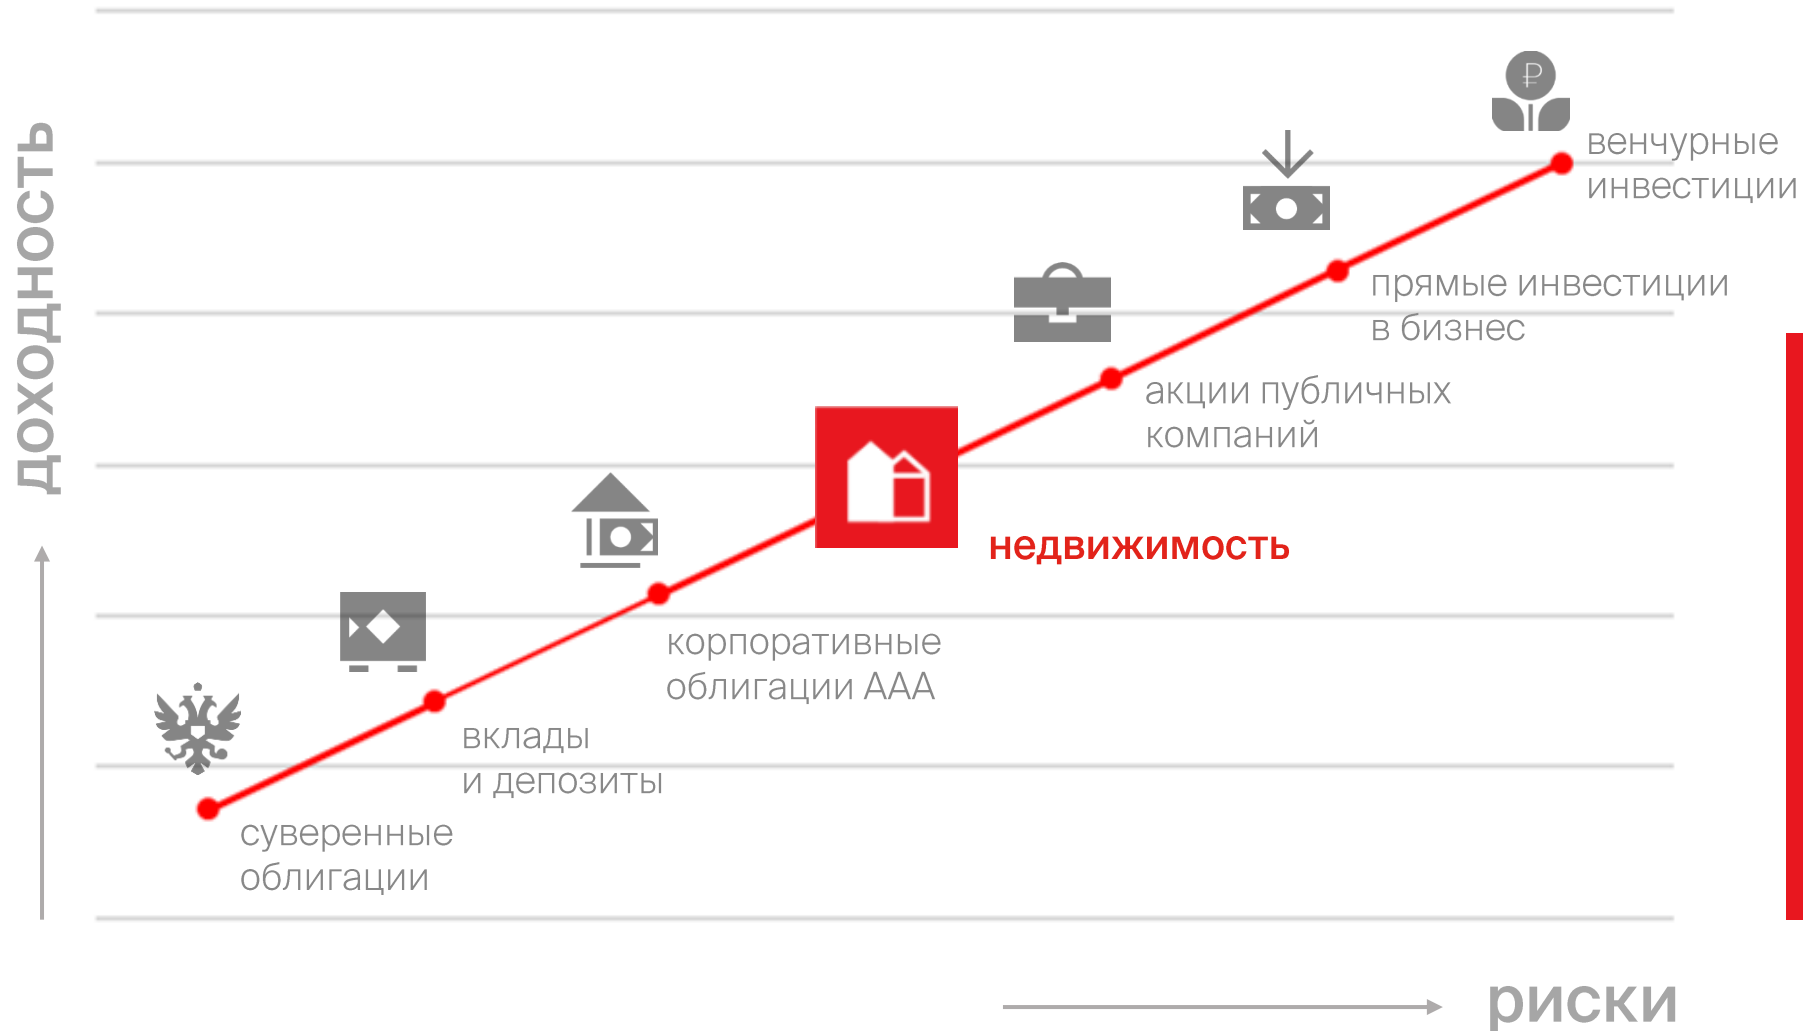 доходность
₽
венчурные
инвестиции
прямые инвестиции
в бизнес
акции публичных
компаний
недвижимость
корпоративные
облигации ААА
вклады
и депозиты
суверенные
облигации
риски